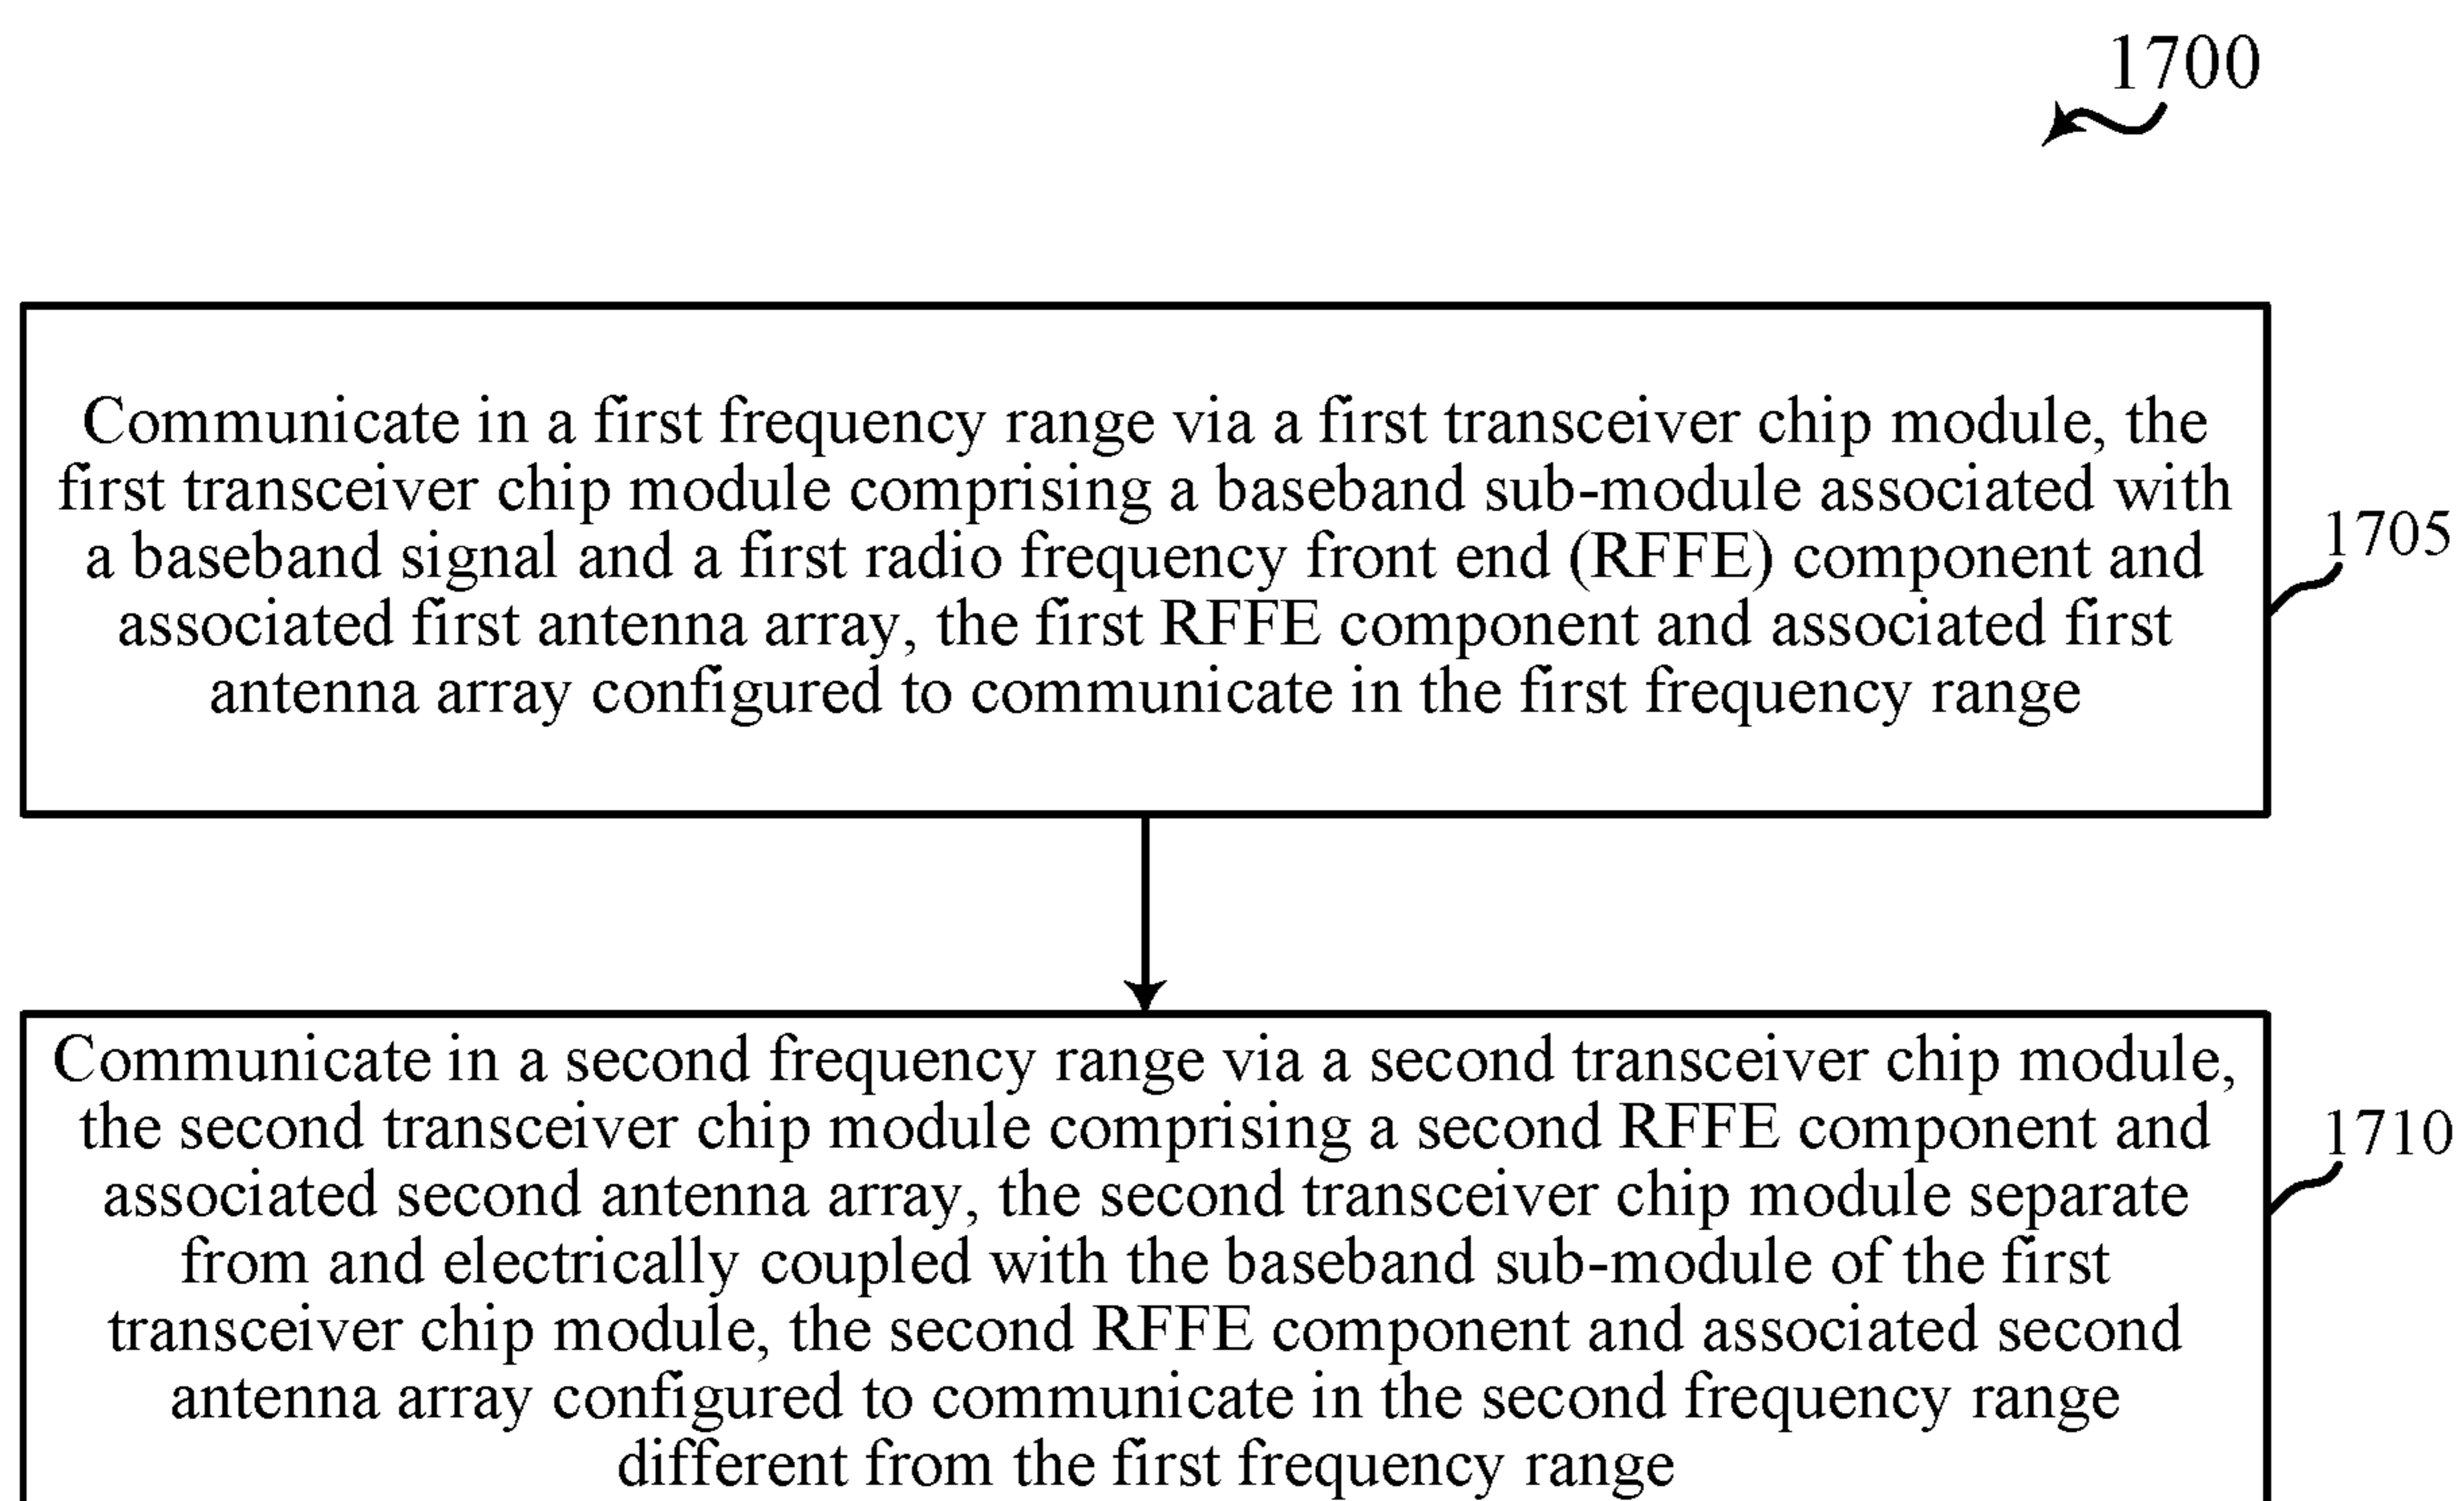 1700
Communicate in a first frequency range via a first transceiver chip module, the
first transceiver chip module comprising a baseband sub-module associated with
a baseband signal and a first radio frequency front end (RFFE) component and
associated first antenna array, the first RFFE component and associated first
antenna array configured to communicate in the first frequency range
1705
Communicate in a second frequency range via a second transceiver chip module,
the second transceiver chip module comprising a second RFFE component and
associated second antenna array, the second transceiver chip module separate
from and electrically coupled with the baseband sub-module of the first
transceiver chip module, the second RFFE component and associated second
antenna array configured to communicate in the second frequency range
different from the first frequency range
1710